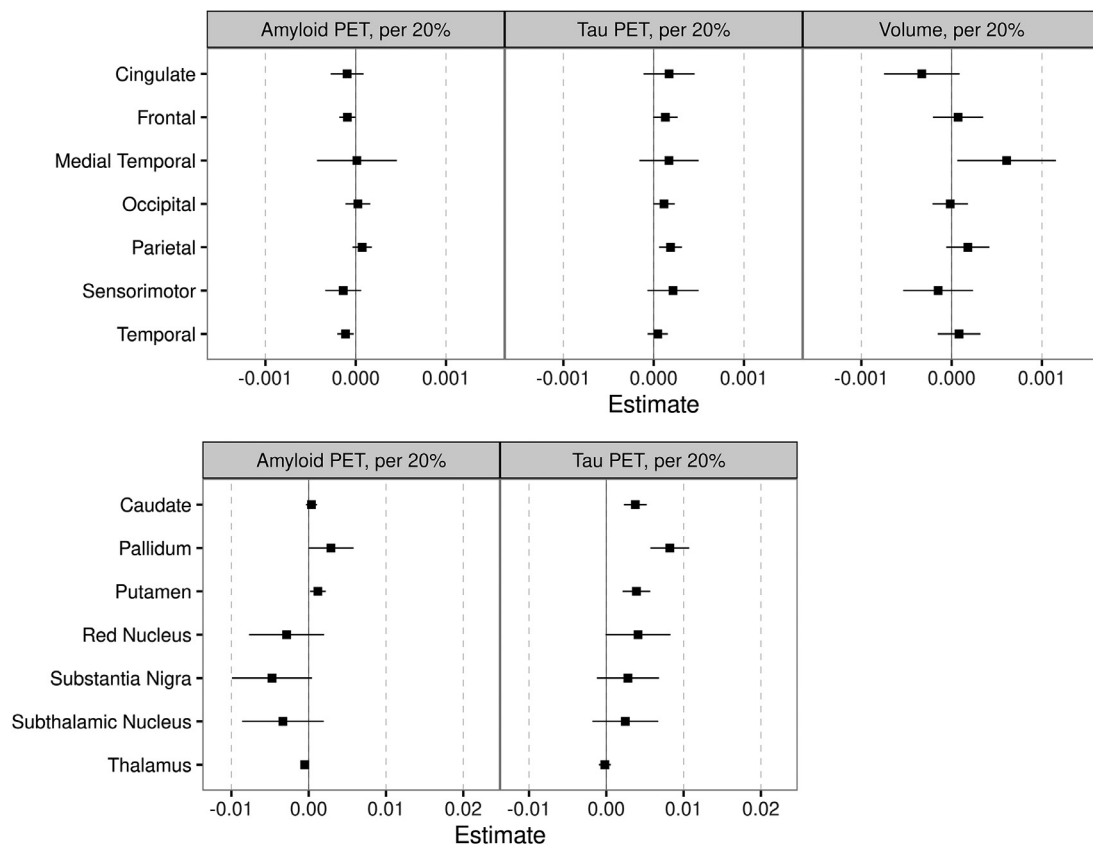 Amyloid PET, per 20% Tau PET, per 20% Volume, per 20%
Cingulate
Frontal
Medial Temporal
Occipital
Parietal
Sensorimotor
Temporal
-0.001 0.000 0.001 -0.001 0.000 0.001 -0.001 0.000 0.001
Estimate
Amyloid PET, per 20% Tau PET, per 20%
Caudate
Pallidum
Putamen
Red Nucleus
Substantia Nigra
Subthalamic Nucleus
Thalamus
-0.01 0.00 0.01 0.02 -0.01 0.00 0.01 0.02
Estimate